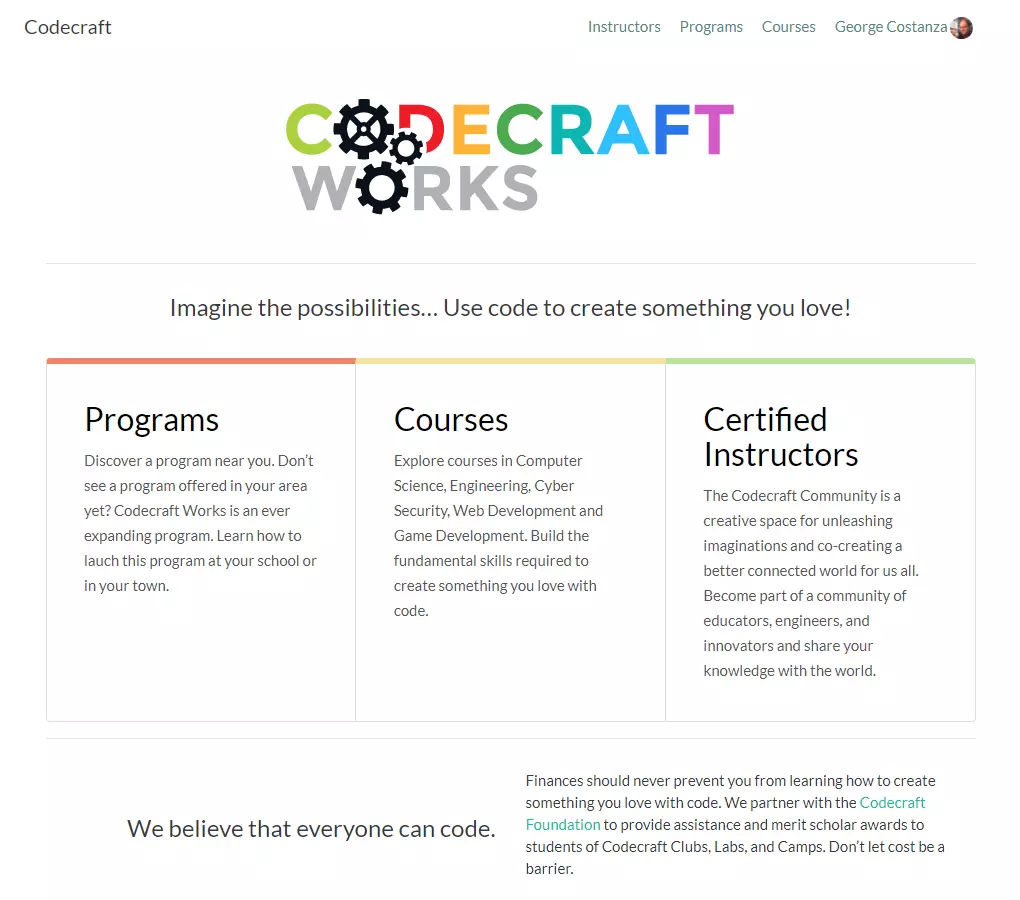 Codecraft
Instructors Programs Courses George Costanza
CODECRAFT
WORKS
Imagine the possibilities... Use code to create something you love!
Programs
Discover a program near you. Don't
see a program offered in your area
yet? Codecraft Works is an ever
expanding program. Learn how to
lauch this program at your school or
in your town.
Courses
Explore courses in Computer
Science, Engineering, Cyber
Security, Web Development and
Game Development. Build the
fundamental skills required to
create something you love with
code.
Certified
Instructors
The Codecraft Community is a
creative space for unleashing
imaginations and co-creating a
better connected world for us all.
Become part of a community of
educators, engineers, and
innovators and share your
knowledge with the world.
We believe that everyone can code.
Finances should never prevent you from learning how to create
something you love with code. We partner with the Codecraft
Foundation to provide assistance and merit scholar awards to
students of Codecraft Clubs, Labs, and Camps. Don't let cost be a
barrier.